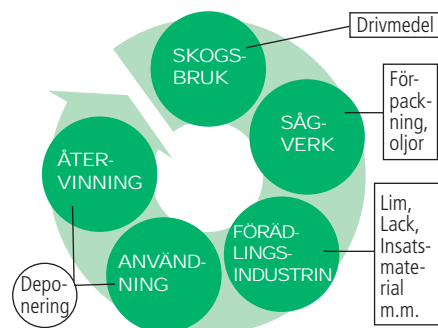 SKOGS-
BRUK
Drivmedel
SÅG-
VERK
För-
pack-
ning,
oljor
FÖRÄD-
LINGS-
INDUSTRIN
Lim,
Lack,
Insats-
mate-
rial
m.m.
ANVÄND-
NING
ÅTER-
VINNING
Depo-
nering